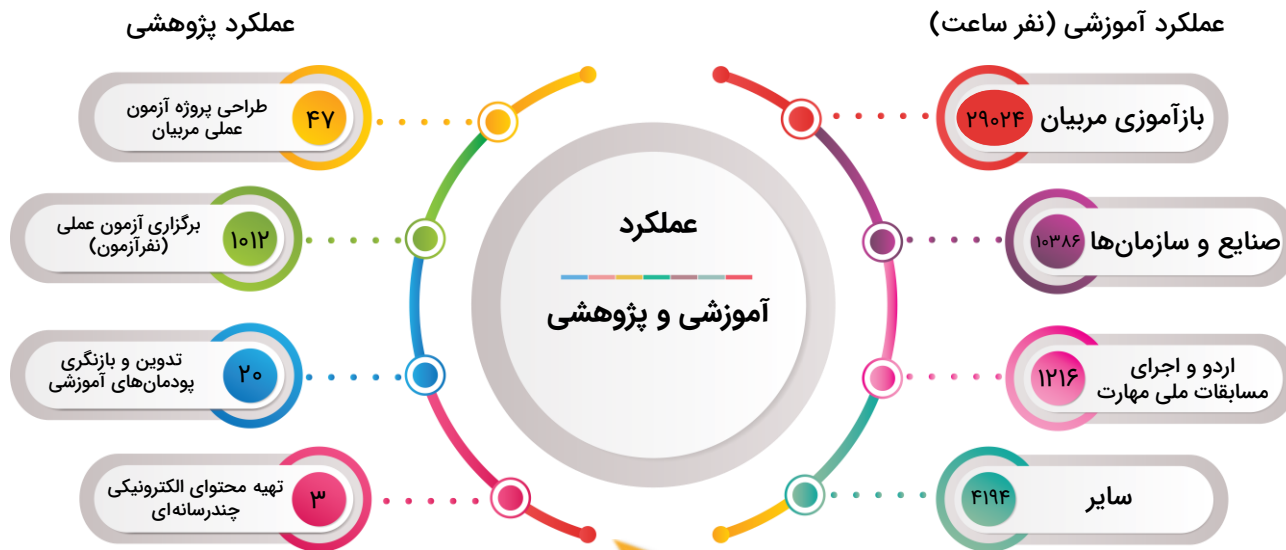 عملکرد آموزشی (نفر ساعت)
۲۹۰۲۴
بازآموزی مربیان
۱۰۳۸۶
صنایع و سازمان‌ها
۱۲۱۶
اردو و اجرای
مسابقات ملی مهارت
۴۱۹۴
سایر
عملکرد
آموزشی و پژوهشی
عملکرد پژوهشی
۴۷
طراحی پروژه آزمون
عملی مربیان
۱۰۱۲
برگزاری آزمون عملی
(نفرآزمون)
۲۰
تدوین و بازنگری
پودمان‌های آموزشی
۳
تهیه محتوای الکترونیکی
چندرسانه‌ای